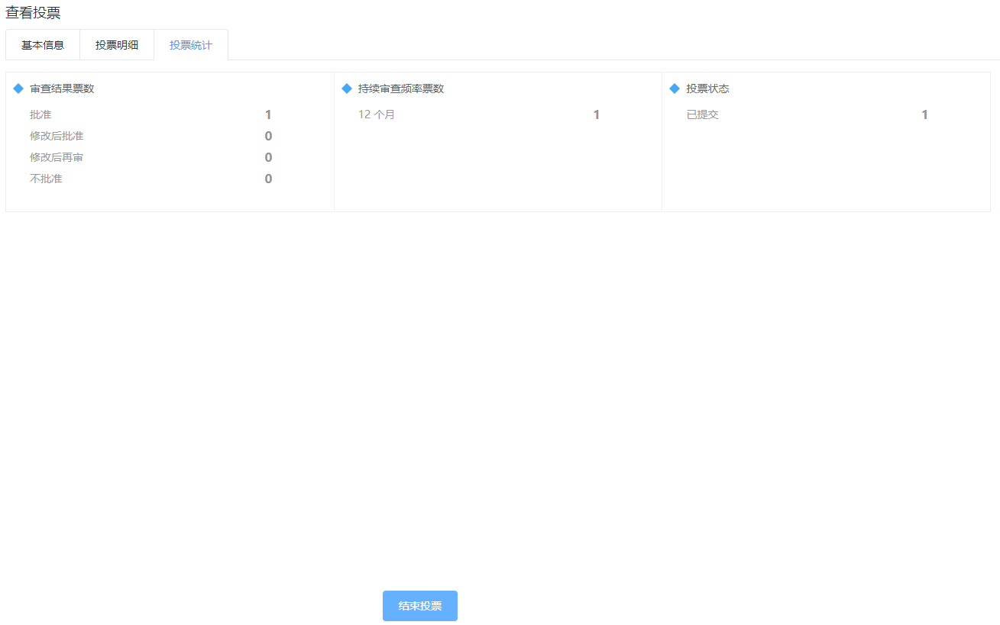 查看投票
基本信息 投票明细 投票统计
审查结果票数
批准 1
修改后批准 0
修改后再审 0
不批准 0
持续审查频率票数
12 个月 1
投票状态
已提交 1
结束投票